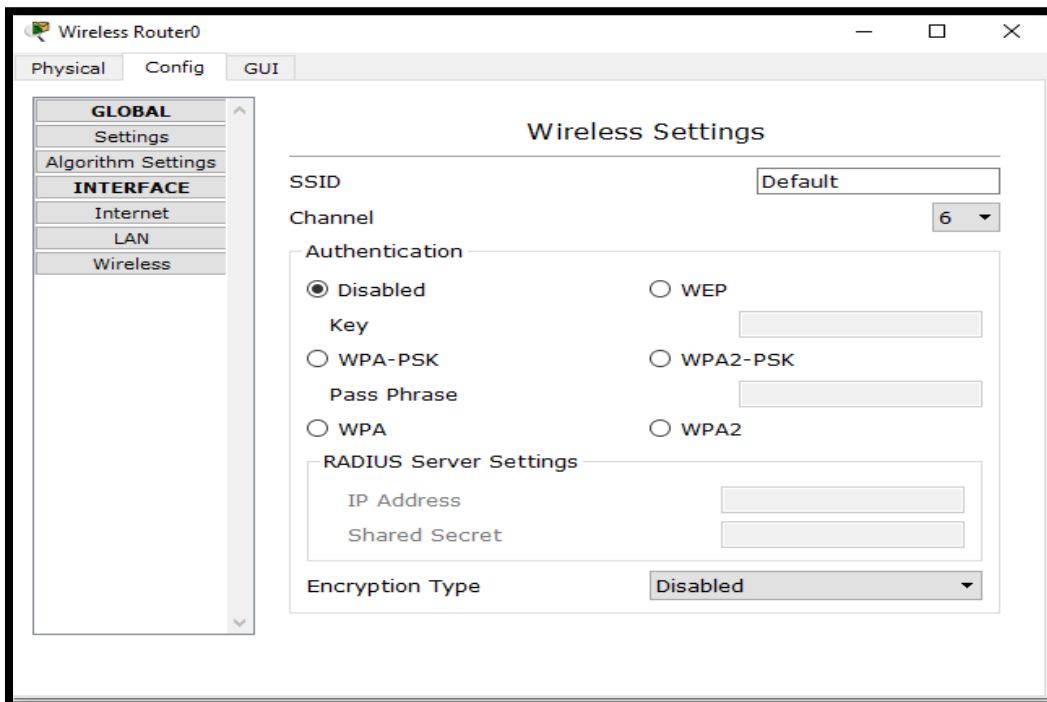 Wireless Router0
Physical Config GUI
GLOBAL
Settings
Algorithm Settings
INTERFACE
Internet
LAN
Wireless
Wireless Settings
SSID Default
Channel 6
Authentication
Disabled WEP
Key
WPA-PSK WPA2-PSK
Pass Phrase
WPA WPA2
RADIUS Server Settings
IP Address
Shared Secret
Encryption Type Disabled